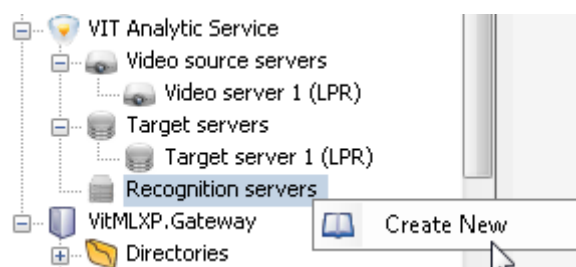 VIT Analytic Service
Video source servers
Video server 1 (LPR)
Target servers
Target server 1 (LPR)
Recognition servers
VitMLXP.Gateway
Create New
Directories